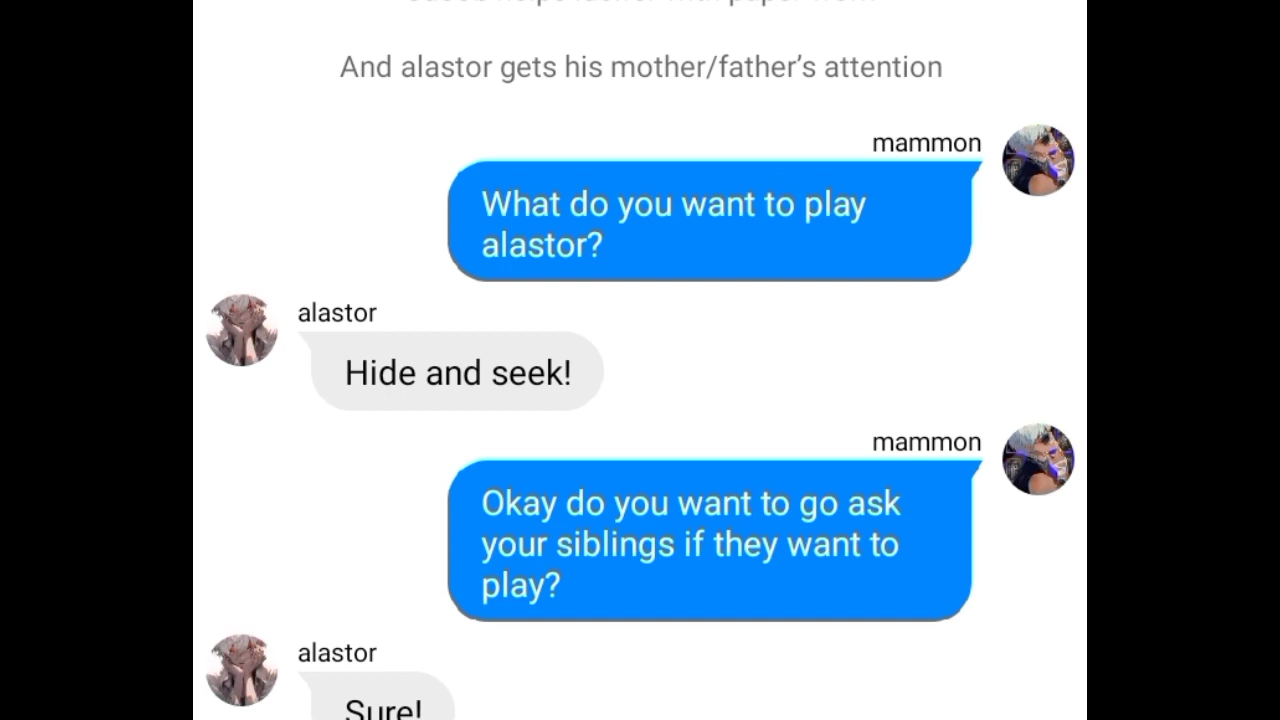 And alastor gets his mother/father’s attention
mammon
What do you want to play
alastor?
alastor
Hide and seek!
mammon
Okay do you want to go ask
your siblings if they want to
play?
alastor
Sure!